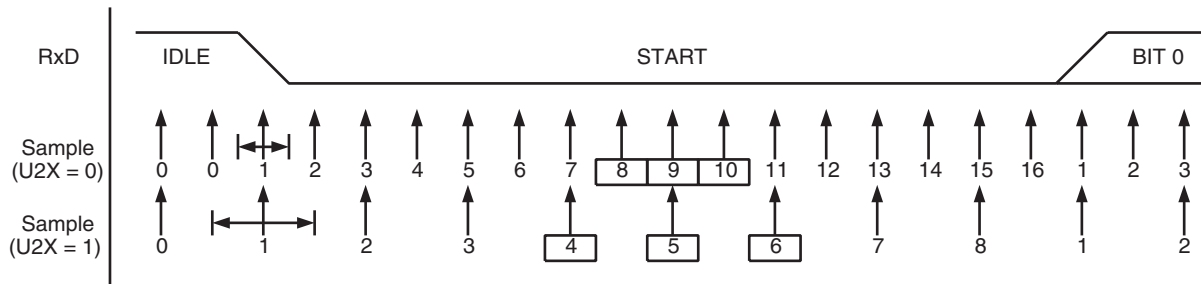 RxD IDLE START BIT 0
Sample
(U2X = 0)
0 0 1 2 3 4 5 6 7 8 9 10 11 12 13 14 15 16 1 2 3
Sample
(U2X = 1)
0 1 2 3 4 5 6 7 8 1 2